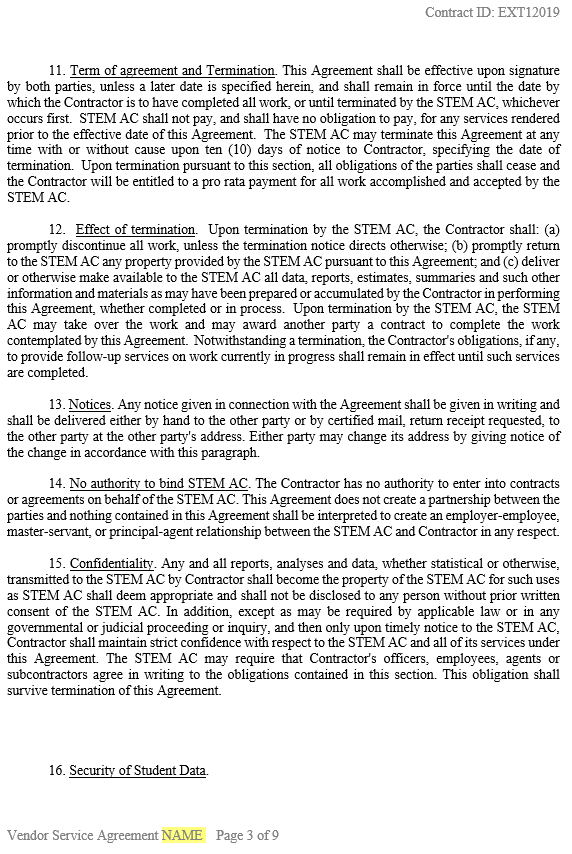 Contract ID: EXT12019
11. Term of agreement and Termination. This Agreement shall be effective upon signature
by both parties, unless a later date is specified herein, and shall remain in force until the date by
which the Contractor is to have completed all work, or until terminated by the STEM AC, whichever
occurs first. STEM AC shall not pay, and shall have no obligation to pay, for any services rendered
prior to the effective date of this Agreement. The STEM AC may terminate this Agreement at any
time with or without cause upon ten (10) days of notice to Contractor, specifying the date of
termination. Upon termination pursuant to this section, all obligations of the parties shall cease and
the Contractor will be entitled to a pro rata payment for all work accomplished and accepted by the
STEM AC.
12. Effect of termination. Upon termination by the STEM AC, the Contractor shall: (a)
promptly discontinue all work, unless the termination notice directs otherwise; (b) promptly return
to the STEM AC any property provided by the STEM AC pursuant to this Agreement; and (c) deliver
or otherwise make available to the STEM AC all data, reports, estimates, summaries and such other
information and materials as may have been prepared or accumulated by the Contractor in performing
this Agreement, whether completed or in process. Upon termination by the STEM AC, the STEM
AC may take over the work and may award another party a contract to complete the work
contemplated by this Agreement. Notwithstanding a termination, the Contractor's obligations, if any,
to provide follow-up services on work currently in progress shall remain in effect until such services
are completed.
13. Notices. Any notice given in connection with the Agreement shall be given in writing and
shall be delivered either by hand to the other party or by certified mail, return receipt requested, to
the other party at the other party's address. Either party may change its address by giving notice of
the change in accordance with this paragraph.
14. No authority to bind STEM AC. The Contractor has no authority to enter into contracts
or agreements on behalf of the STEM AC. This Agreement does not create a partnership between the
parties and nothing contained in this Agreement shall be interpreted to create an employer-employee,
master-servant, or principal-agent relationship between the STEM AC and Contractor in any respect.
15. Confidentiality. Any and all reports, analyses and data, whether statistical or otherwise,
transmitted to the STEM AC by Contractor shall become the property of the STEM AC for such uses
as STEM AC shall deem appropriate and shall not be disclosed to any person without prior written
consent of the STEM AC. In addition, except as may be required by applicable law or in any
governmental or judicial proceeding or inquiry, and then only upon timely notice to the STEM AC,
Contractor shall maintain strict confidence with respect to the STEM AC and all of its services under
this Agreement. The STEM AC may require that Contractor's officers, employees, agents or
subcontractors agree in writing to the obligations contained in this section. This obligation shall
survive termination of this Agreement.
16. Security of Student Data.
Vendor Service Agreement NAME Page 3 of 9